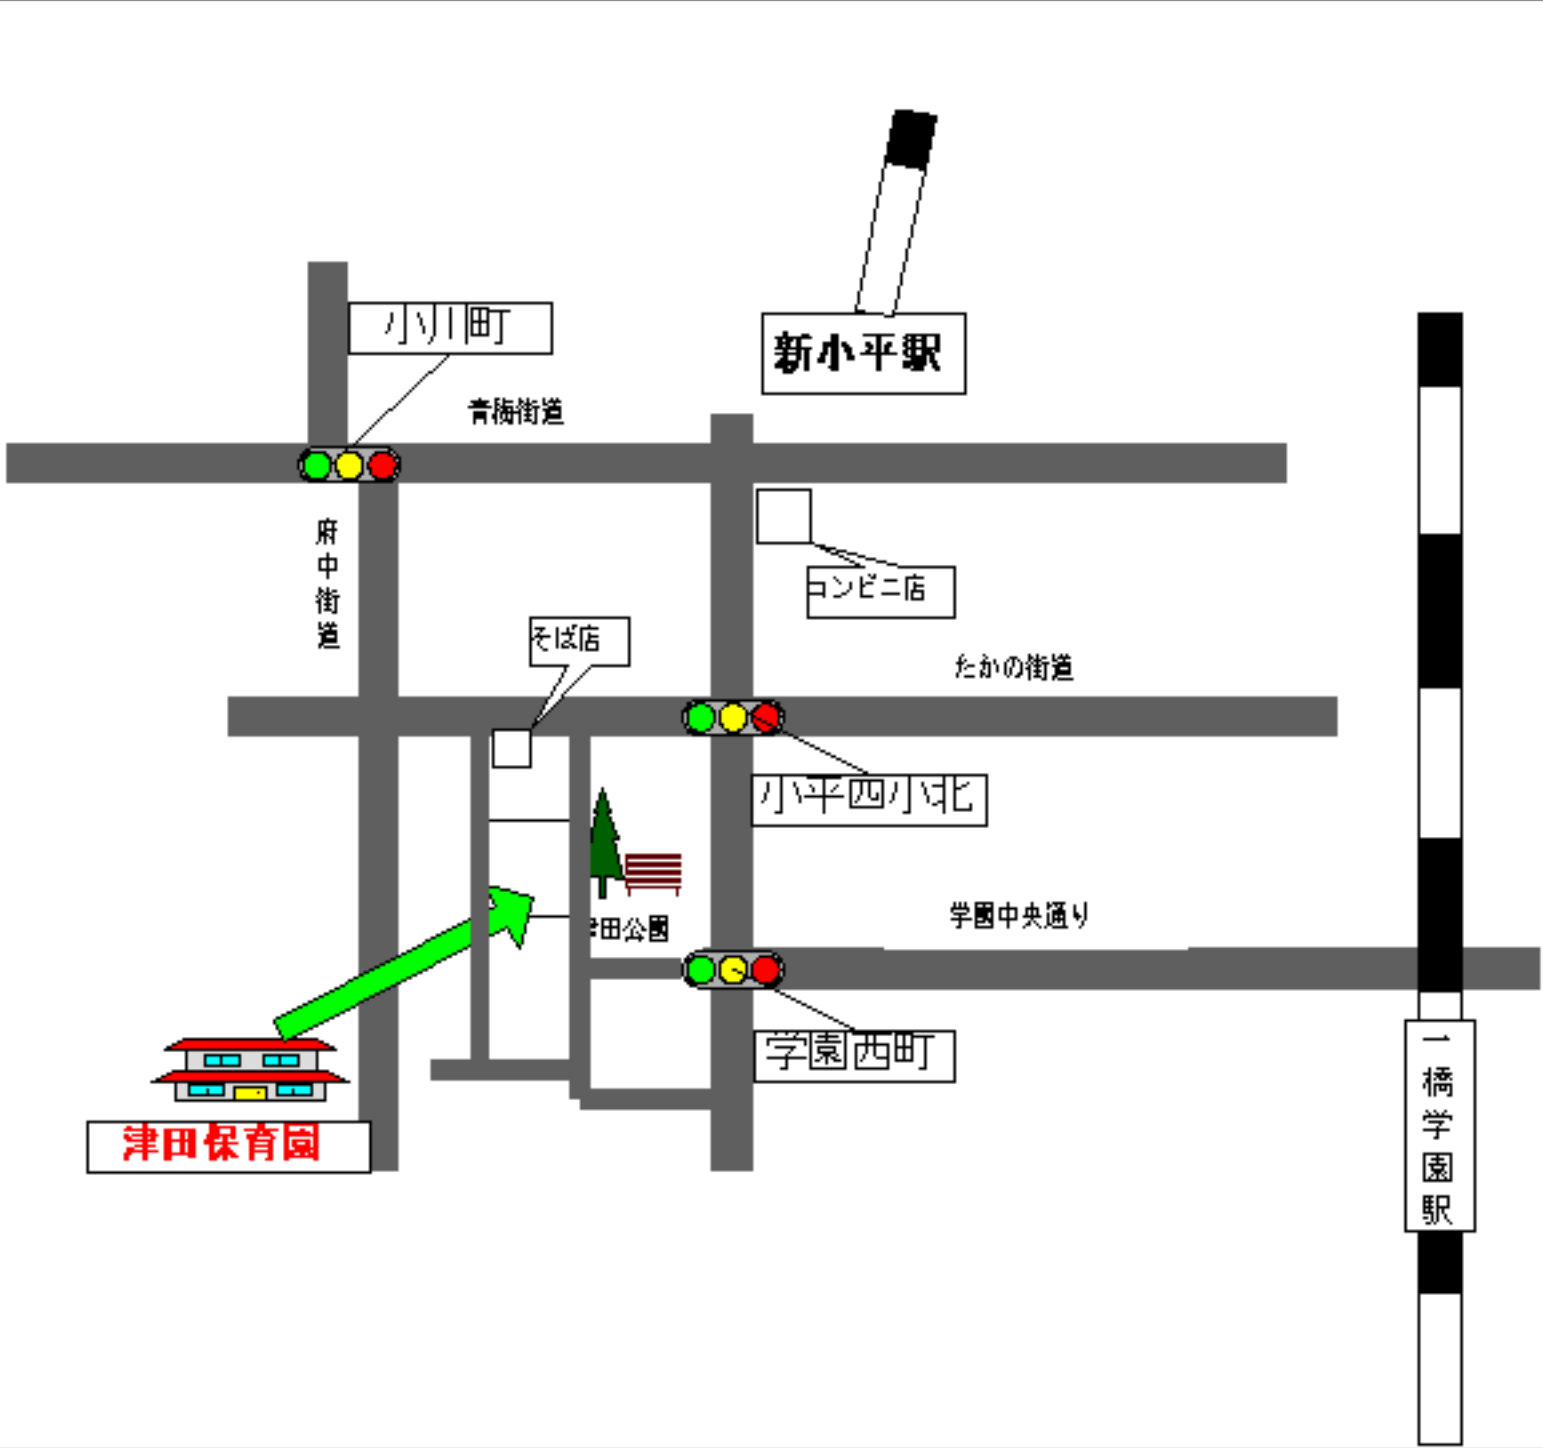 小川町
新小平駅
青梅街道
府中街道
コンビニ店
そば店
たかの街道
小平西小北
学園中央通り
津田公園
学園西町
一橋学園駅
津田保育園